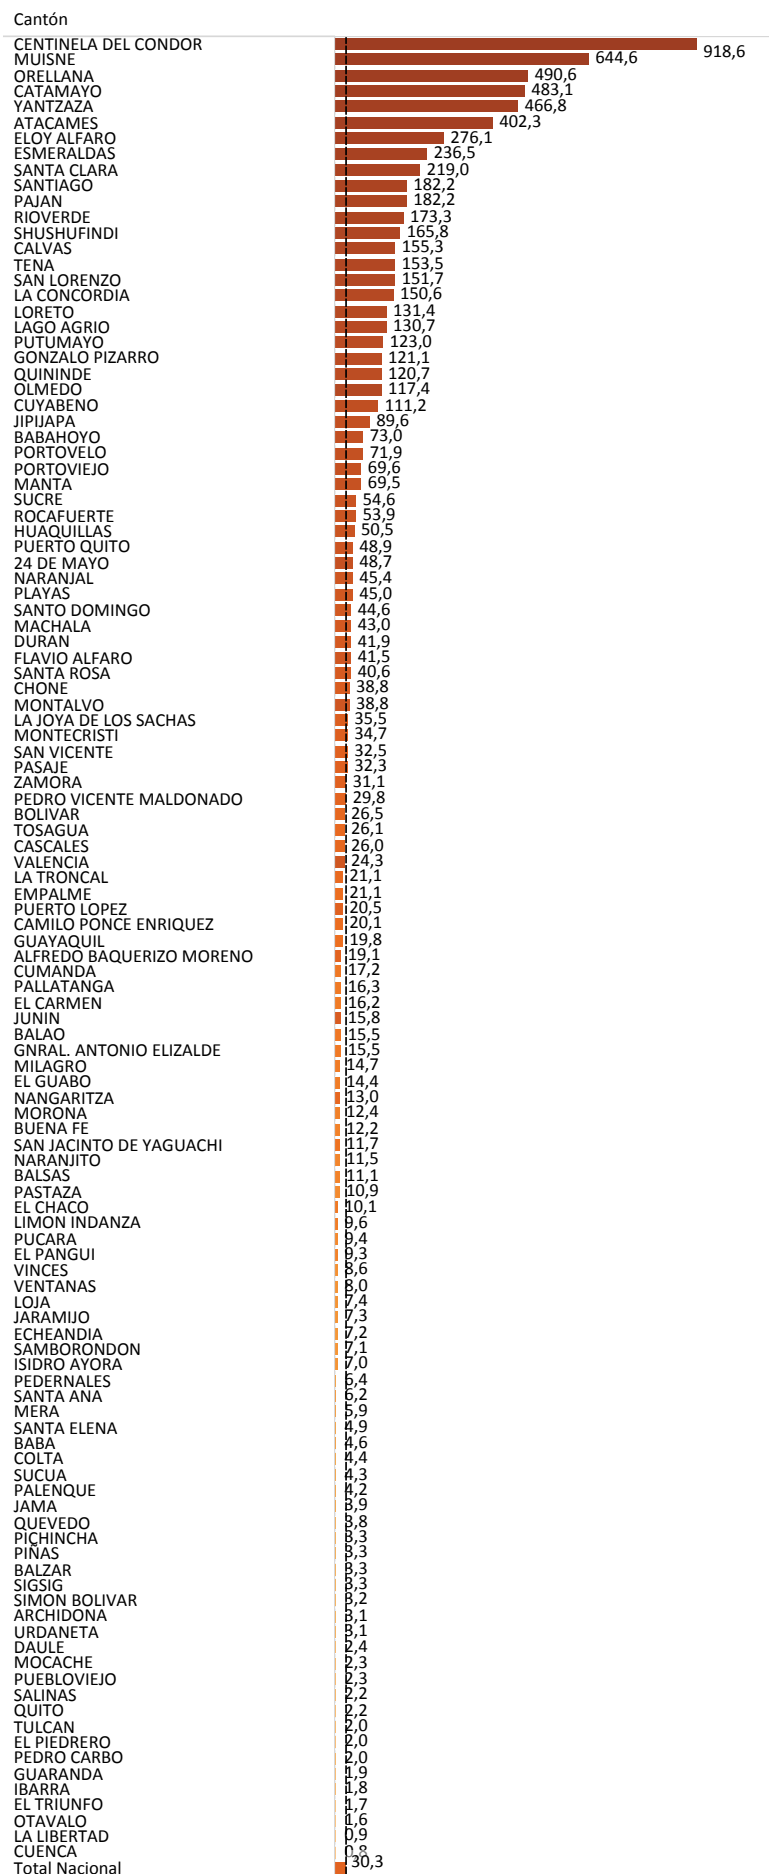 Cantón
CENTINELA DEL CONDOR 918,6
MUISNE 644,6
ORELLANA 490,6
CATAMAYO 483,1
YANTZAZA 466,8
ATACAMES 402,3
ELOY ALFARO 276,1
ESMERALDAS 236,5
SANTA CLARA 219,0
SANTIAGO 182,2
PAJAN 182,2
RIOVERDE 173,3
SHUSHUFINDI 165,8
CALVAS 155,3
TENA 153,5
SAN LORENZO 151,7
LA CONCORDIA 150,6
LORETO 131,4
LAGO AGRIO 130,7
PUTUMAYO 123,0
GONZALO PIZARRO 121,1
QUININDE 120,7
OLMEDO 117,4
CUYABENO 111,2
JIPIJAPA 89,6
BABAHOYO 73,0
PORTOVELO 71,9
PORTOVIEJO 69,6
MANTA 69,5
SUCRE 54,6
ROCAFUERTE 53,9
HUAQUILLAS 50,5
PUERTO QUITO 48,9
24 DE MAYO 48,7
NARANJAL 45,4
PLAYAS 45,0
SANTO DOMINGO 44,6
MACHALA 43,0
DURAN 41,9
FLAVIO ALFARO 41,5
SANTA ROSA 40,6
CHONE 38,8
MONTALVO 38,8
LA JOYA DE LOS SACHAS 35,5
MONTECRISTI 34,7
SAN VICENTE 32,5
PASAJE 32,3
ZAMORA 31,1
PEDRO VICENTE MALDONADO 29,8
BOLIVAR 26,5
TOSAGUA 26,1
CASCALES 26,0
VALENCIA 24,3
LA TRONCAL 21,1
EMPALME 21,1
PUERTO LOPEZ 20,5
CAMILO PONCE ENRIQUEZ 20,1
GUAYAQUIL 19,8
ALFREDO BAQUERIZO MORENO 19,1
CUMANDA 17,2
PALLATANGA 16,3
EL CARMEN 16,2
JUNIN 15,8
BALAO 15,5
GNRAL. ANTONIO ELIZALDE 15,5
MILAGRO 14,7
EL GUABO 14,4
NANGARITZA 13,0
MORONA 12,4
BUENA FE 12,2
SAN JACINTO DE YAGUACHI 11,7
NARANJITO 11,5
BALSAS 11,1
PASTAZA 10,9
EL CHACO 10,1
LIMON INDANZA 9,6
PUCARA 9,4
EL PANGUI 9,3
VINCES 8,6
VENTANAS 8,0
LOJA 7,4
JARAMIJO 7,3
ECHEANDIA 7,2
SAMBORONDON 7,1
ISIDRO AYORA 7,0
PEDERNALES 6,4
SANTA ANA 6,2
MERA 5,9
SANTA ELENA 4,9
BABA 4,6
COLTA 4,4
SUCUA 4,3
PALENQUE 4,2
JAMA 3,9
QUEVEDO 3,8
PICHINCHA 3,3
PIÑAS 3,3
BALZAR 3,3
SIGSIG 3,3
SIMON BOLIVAR 3,2
ARCHIDONA 3,1
URDANETA 3,1
DAULE 2,4
MOCACHE 2,3
PUEBLOVIEJO 2,3
SALINAS 2,2
QUITO 2,2
TULCAN 2,0
EL PIEDRERO 2,0
PEDRO CARBO 2,0
GUARANDA 1,9
IBARRA 1,8
EL TRIUNFO 1,7
OTAVALO 1,6
LA LIBERTAD 0,9
CUENCA 0,8
Total Nacional 30,3